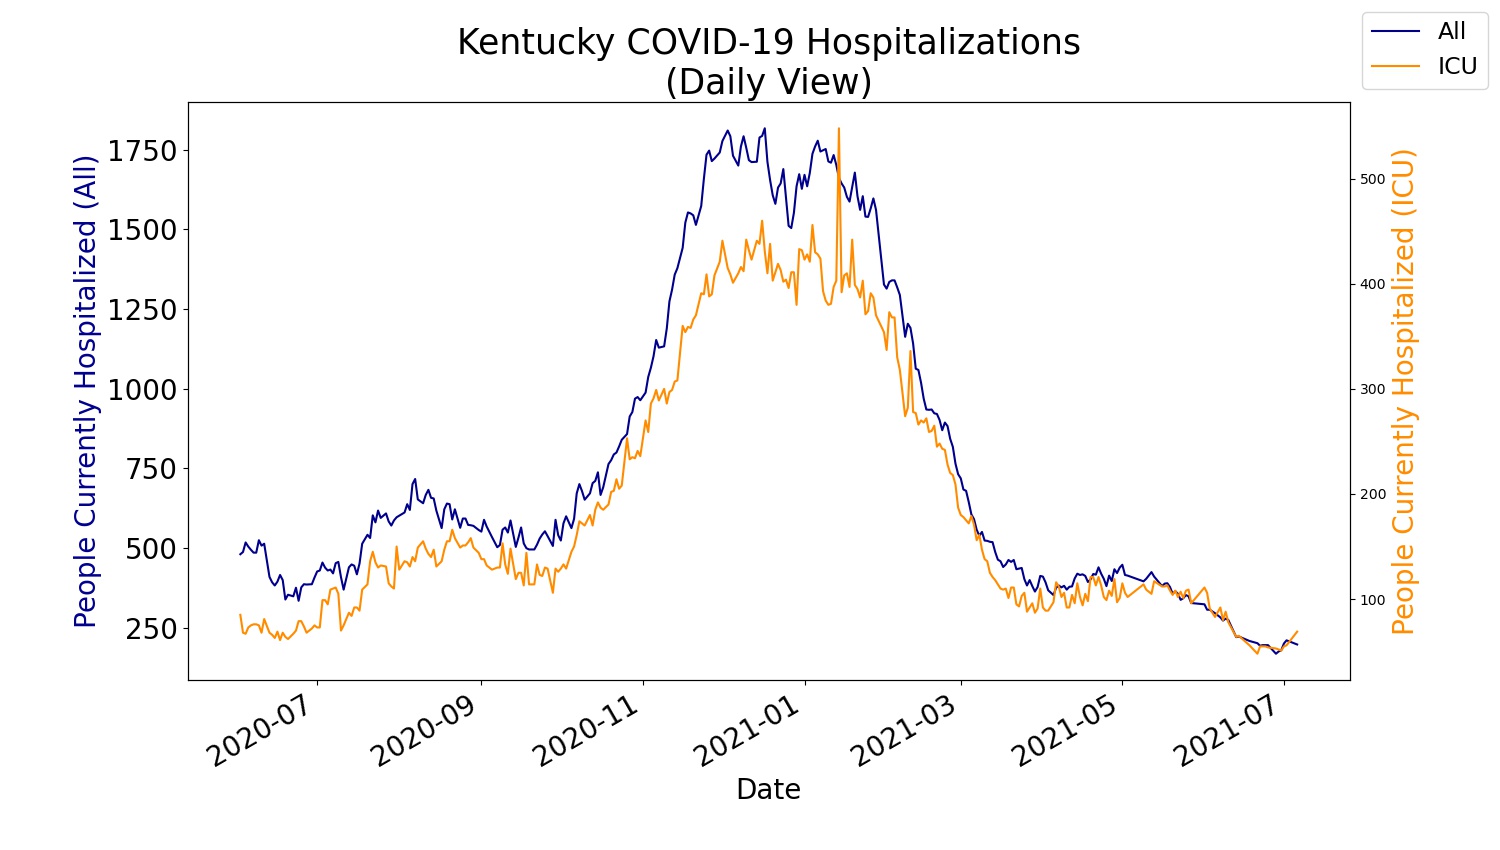 Kentucky COVID-19 Hospitalizations
(Daily View)
All
ICU
People Currently Hospitalized (All)
1750
1500
1250
1000
750
500
250
500
400
300
200
100
People Currently Hospitalized (ICU)
2020-07
2020-09
2020-11
2021-01
2021-03
2021-05
2021-07
Date